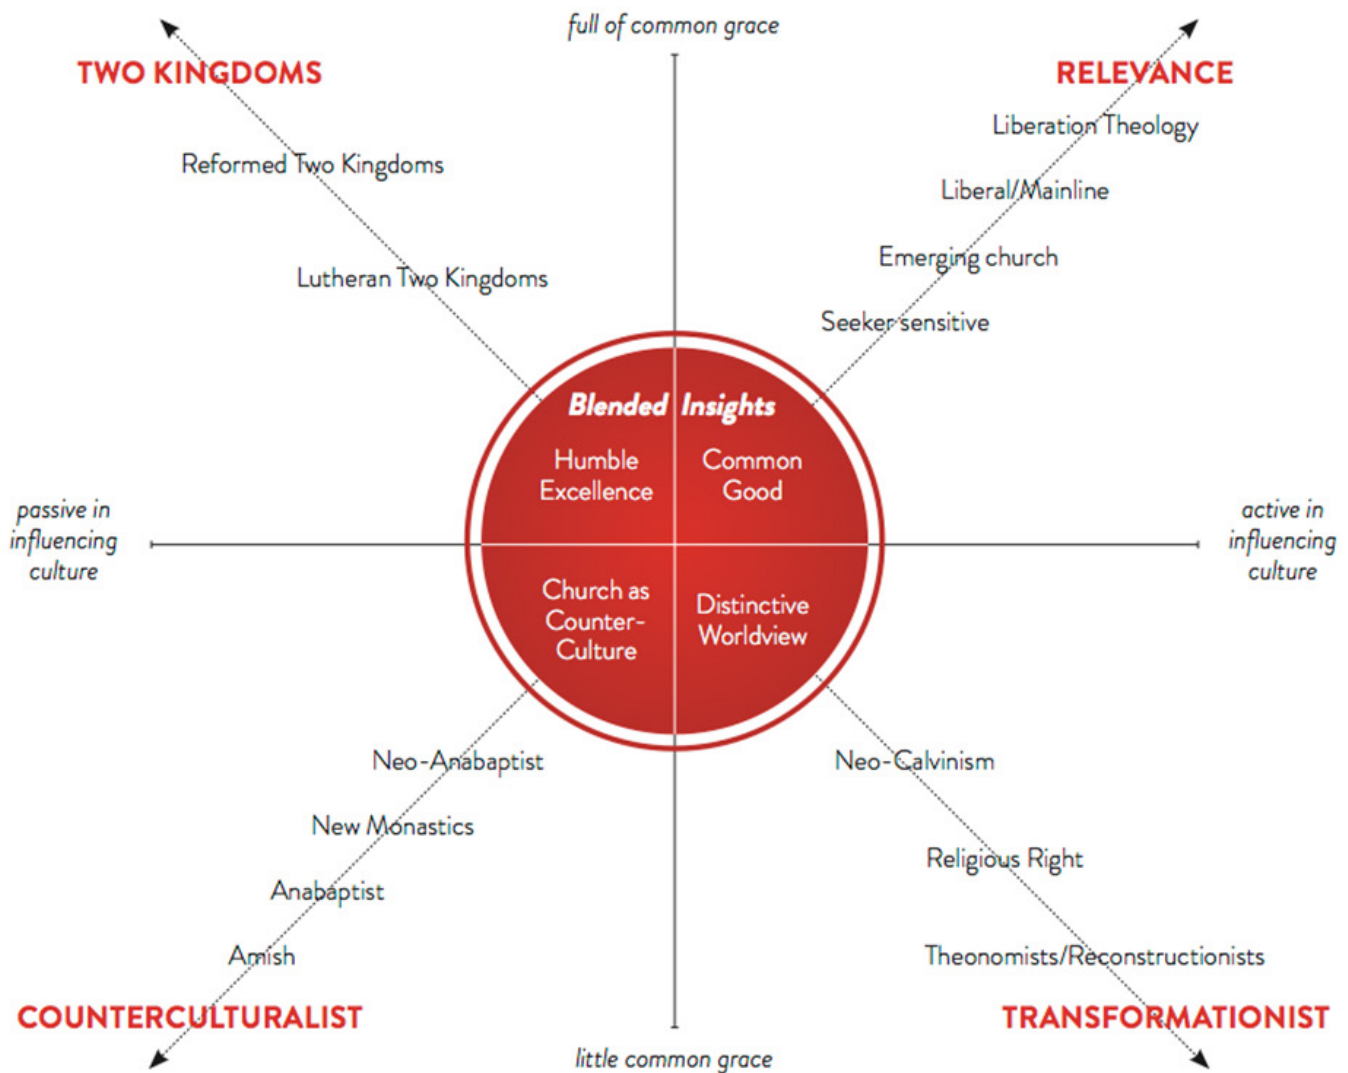 full of common grace
TWO KINGDOMS
RELEVANCE
Liberation Theology
Reformed Two Kingdoms
Liberal/Mainline
Emerging church
Lutheran Two Kingdoms
Seeker sensitive
Blended Insights
Humble
Excellence
Common
Good
passive in
influencing
culture
active in
influencing
culture
Church as
Counter-
Culture
Distinctive
Worldview
Neo-Anabaptist
Neo-Calvinism
New Monastics
Religious Right
Anabaptist
Amish
Theonomists/Reconstructionists
COUNTERCULTURALIST
TRANSFORMATIONIST
little common grace